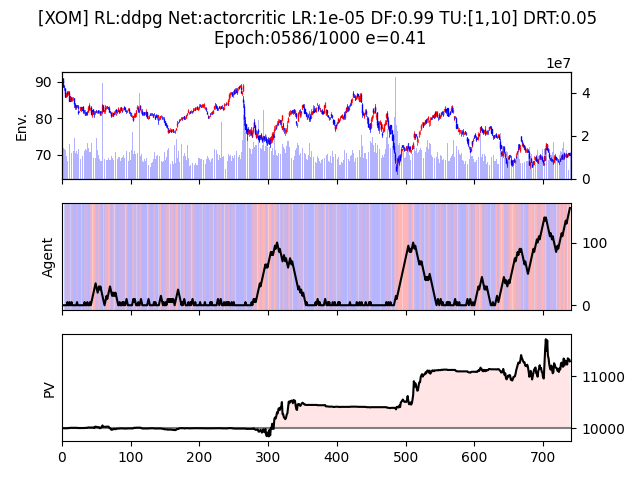 [XOM] RL:ddpg Net:actorcritic LR:1e-05 DF:0.99 TU:[1,10] DRT:0.05
Epoch:0586/1000 e=0.41
1e7
90
80
70
Env.
4
2
0
Agent
100
0
PV
11000
10000
0 100 200 300 400 500 600 700